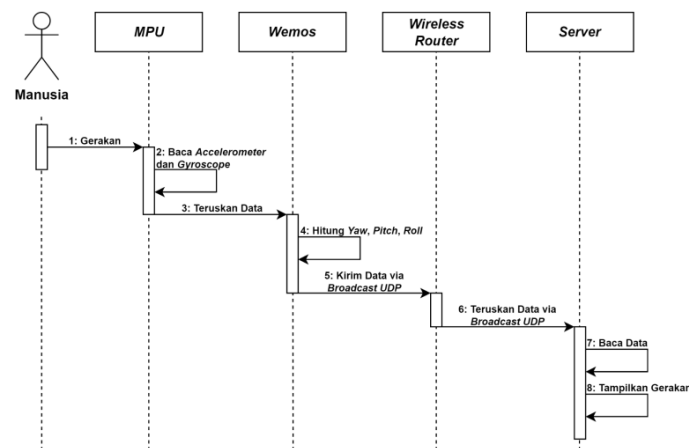 MPU
Wemos
Wireless
Router
Server
Manusia
1: Gerakan
2: Baca Accelerometer
dan Gyroscope
3: Teruskan Data
4: Hitung Yaw, Pitch, Roll
5: Kirim Data via
Broadcast UDP
6: Teruskan Data via
Broadcast UDP
7: Baca Data
8: Tampilkan Gerakan